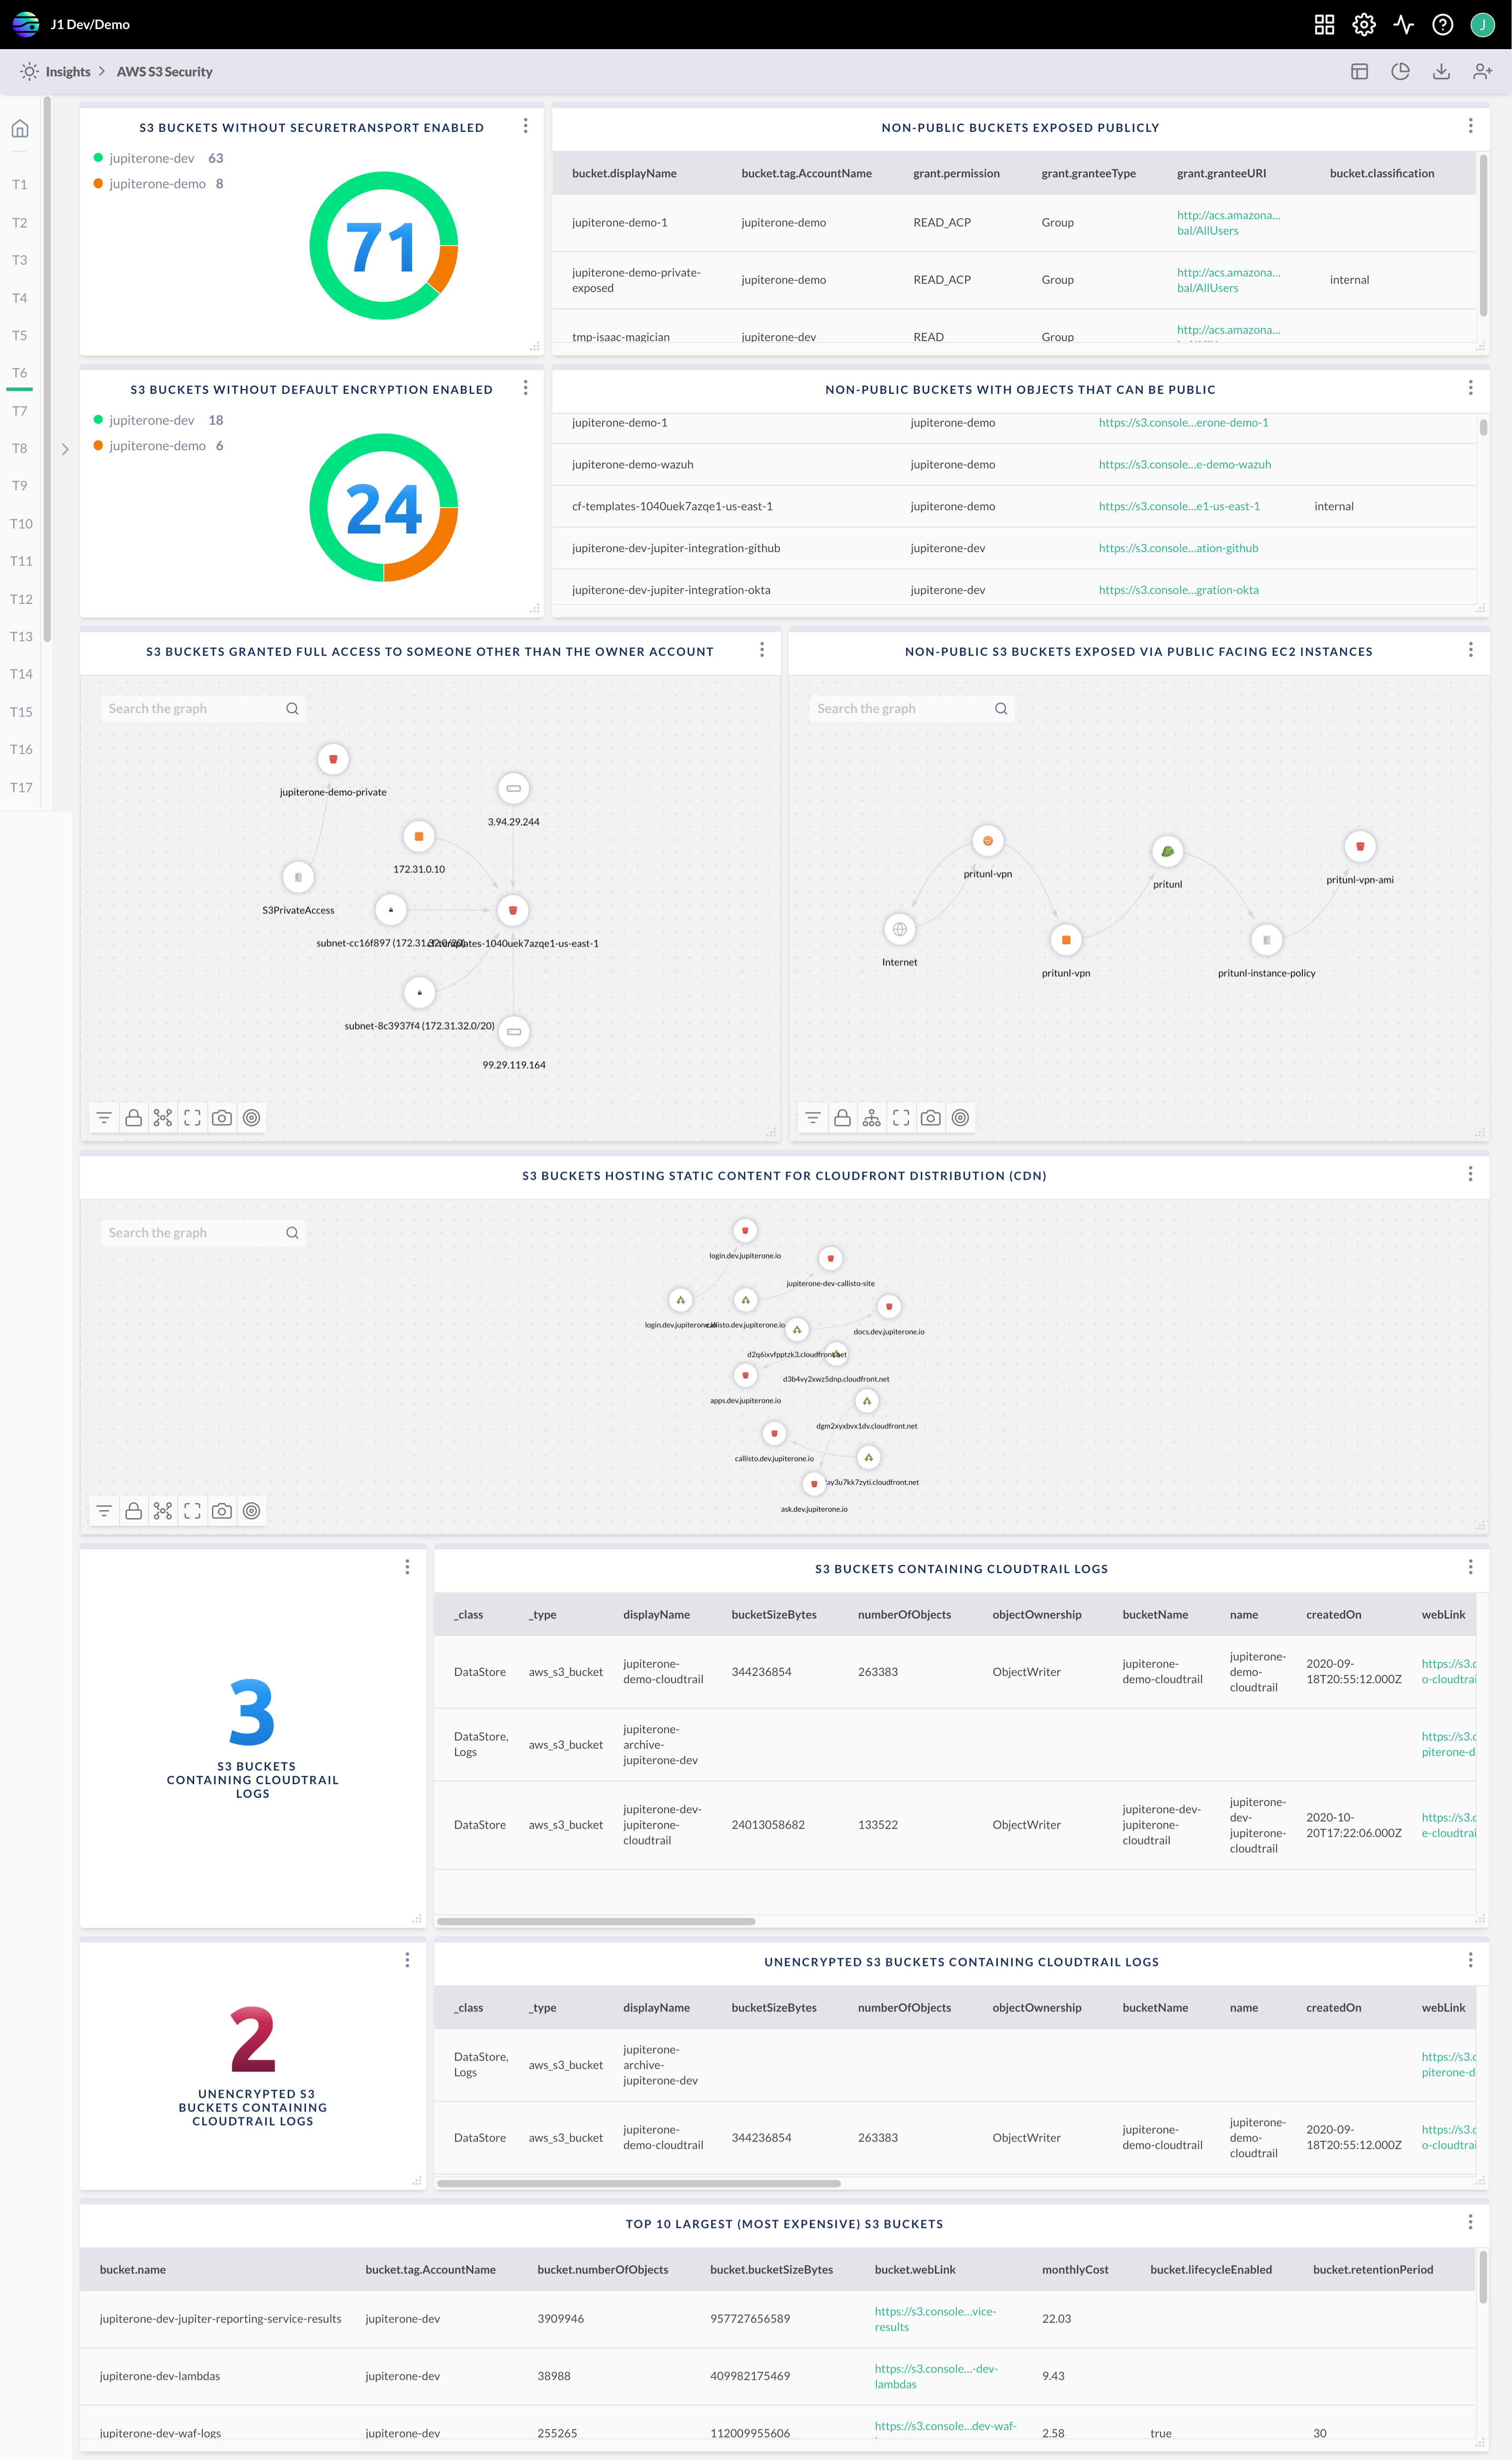 J1 Dev/Demo
J
Insights > AWS S3 Security
T1
T2
T3
T4
T5
T6
T7
T8
T9
T10
T11
T12
T13
T14
T15
T16
T17
S3 BUCKETS WITHOUT SECURETRANSPORT ENABLED
jupiterone-dev 63
jupiterone-demo 8
71
NON-PUBLIC BUCKETS EXPOSED PUBLICLY
bucket.displayName bucket.tag.AccountName grant.permission grant.granteeType grant.granteeURI bucket.classification
jupiterone-demo-1 jupiterone-demo READ_ACP Group http://acs.amazona...
bal/AllUsers
jupiterone-demo-private-
exposed jupiterone-demo READ_ACP Group http://acs.amazona...
bal/AllUsers internal
tmp-isaac-magician jupiterone-dev READ Group http://acs.amazona...
S3 BUCKETS WITHOUT DEFAULT ENCRYPTION ENABLED
jupiterone-dev 18
jupiterone-demo 6
24
NON-PUBLIC BUCKETS WITH OBJECTS THAT CAN BE PUBLIC
jupiterone-demo-1 jupiterone-demo https://s3.console...erone-demo-1
jupiterone-demo-wazuh jupiterone-demo https://s3.console...e-demo-wazuh
cf-templates-1040uek7azqe1-us-east-1 jupiterone-demo https://s3.console...e1-us-east-1 internal
jupiterone-dev-jupiter-integration-github jupiterone-dev https://s3.console...ation-github
jupiterone-dev-jupiter-integration-okta jupiterone-dev https://s3.console...gration-okta
S3 BUCKETS GRANTED FULL ACCESS TO SOMEONE OTHER THAN THE OWNER ACCOUNT
Search the graph
jupiterone-demo-private
3.94.29.244
172.31.0.10
S3PrivateAccess
subnet-cc16f897 (172.31. templates-1040uek7azqe1-us-east-1
subnet-8c3937f4 (172.31.32.0/20)
99.29.119.164
NON-PUBLIC S3 BUCKETS EXPOSED VIA PUBLIC FACING EC2 INSTANCES
Search the graph
pritunl-vpn
pritunl
pritunl-vpn-ami
Internet
pritunl-vpn
pritunl-instance-policy
S3 BUCKETS HOSTING STATIC CONTENT FOR CLOUDFRONT DISTRIBUTION (CDN)
Search the graph
login.dev.jupiterone.io
jupiterone-dev-callisto-site
login.dev.jupiterone callisto.dev.jupiterone.io
docs.dev.jupiterone.io
d2q6ixvfpptzk3.cloudfront.net
d3b4vy2xwz5dnp.cloudfront.net
apps.dev.jupiterone.io
dgm2xyxbvx1dv.cloudfront.net
callisto.dev.jupiterone.io
ay3u7kk7zyti.cloudfront.net
ask.dev.jupiterone.io
3
S3 BUCKETS
CONTAINING CLOUDTRAIL
LOGS
S3 BUCKETS CONTAINING CLOUDTRAIL LOGS
_class _type displayName bucketSizeBytes numberOfObjects objectOwnership bucketName name createdOn webLink
DataStore aws_s3_bucket jupiterone-
demo-cloudtrail 344236854 263383 ObjectWriter jupiterone-
demo-cloudtrail jupiterone-
demo-
cloudtrail 2020-09-
18T20:55:12.000Z https://s3.c
o-cloudtrai
DataStore,
Logs aws_s3_bucket jupiterone-
archive-
jupiterone-dev https://s3.c
piterone-d
DataStore aws_s3_bucket jupiterone-dev-
jupiterone-
cloudtrail 24013058682 133522 ObjectWriter jupiterone-dev-
jupiterone-
cloudtrail jupiterone-
dev-
jupiterone-
cloudtrail 2020-10-
20T17:22:06.000Z https://s3.c
e-cloudtrai
2
UNENCRYPTED S3
BUCKETS CONTAINING
CLOUDTRAIL LOGS
UNENCRYPTED S3 BUCKETS CONTAINING CLOUDTRAIL LOGS
_class _type displayName bucketSizeBytes numberOfObjects objectOwnership bucketName name createdOn webLink
DataStore,
Logs aws_s3_bucket jupiterone-
archive-
jupiterone-dev https://s3.c
piterone-d
DataStore aws_s3_bucket jupiterone-
demo-cloudtrail 344236854 263383 ObjectWriter jupiterone-
demo-cloudtrail jupiterone-
demo-
cloudtrail 2020-09-
18T20:55:12.000Z https://s3.c
o-cloudtrai
TOP 10 LARGEST (MOST EXPENSIVE) S3 BUCKETS
bucket.name bucket.tag.AccountName bucket.numberOfObjects bucket.bucketSizeBytes bucket.webLink monthlyCost bucket.lifecycleEnabled bucket.retentionPeriod
jupiterone-dev-jupiter-reporting-service-results jupiterone-dev 3909946 957727656589 https://s3.console...vice-
results 22.03
jupiterone-dev-lambdas jupiterone-dev 38988 409982175469 https://s3.console...-dev-
lambdas 9.43
jupiterone-dev-waf-logs jupiterone-dev 255265 112009955606 https://s3.console...dev-waf- 2.58 true 30